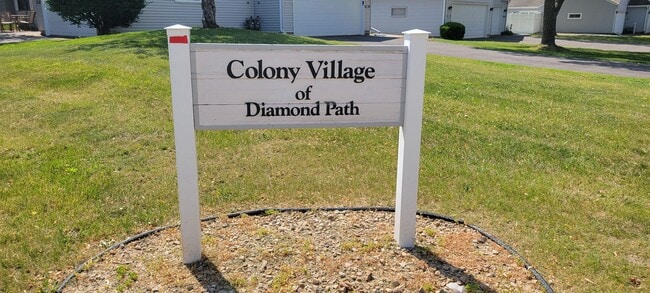 Colony Village
of
Diamond Path